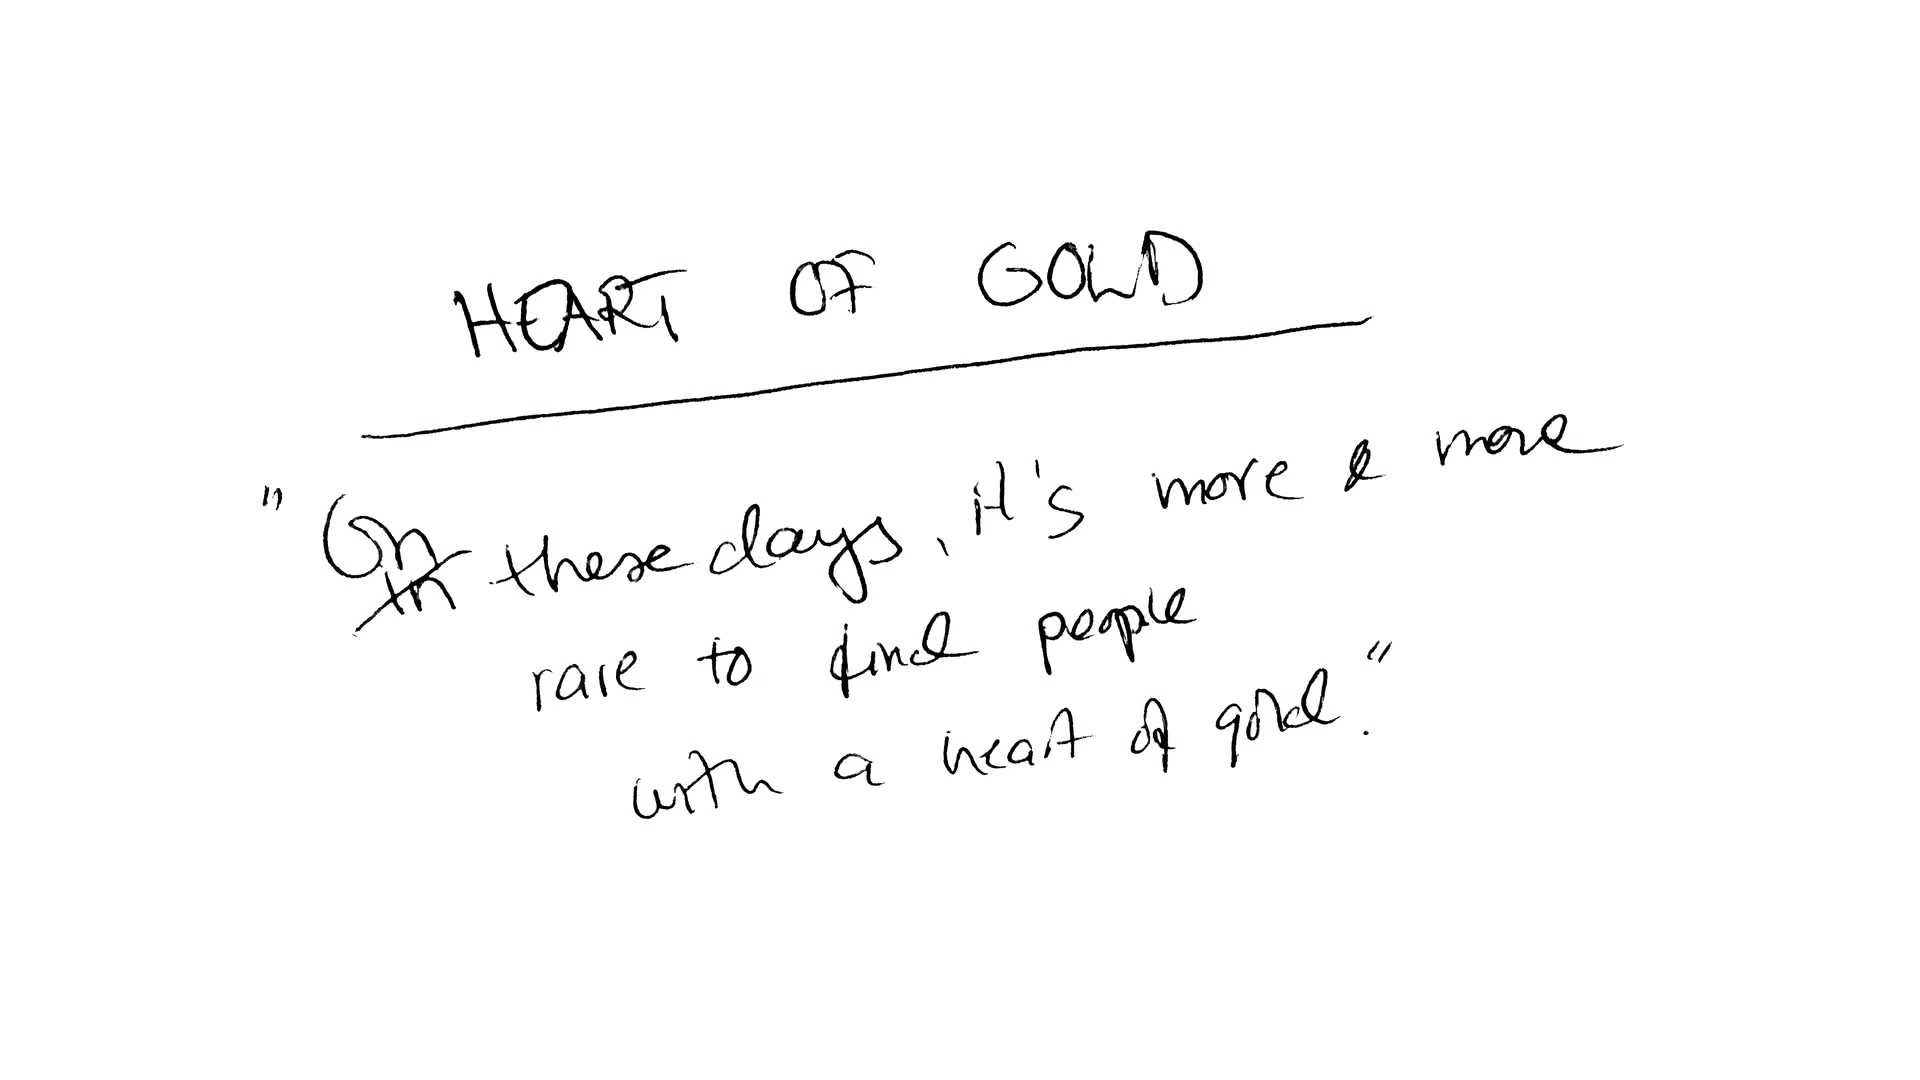 HEART OF GOLD
"On these days, it's more & more
rare to find people
with a heart of gold."